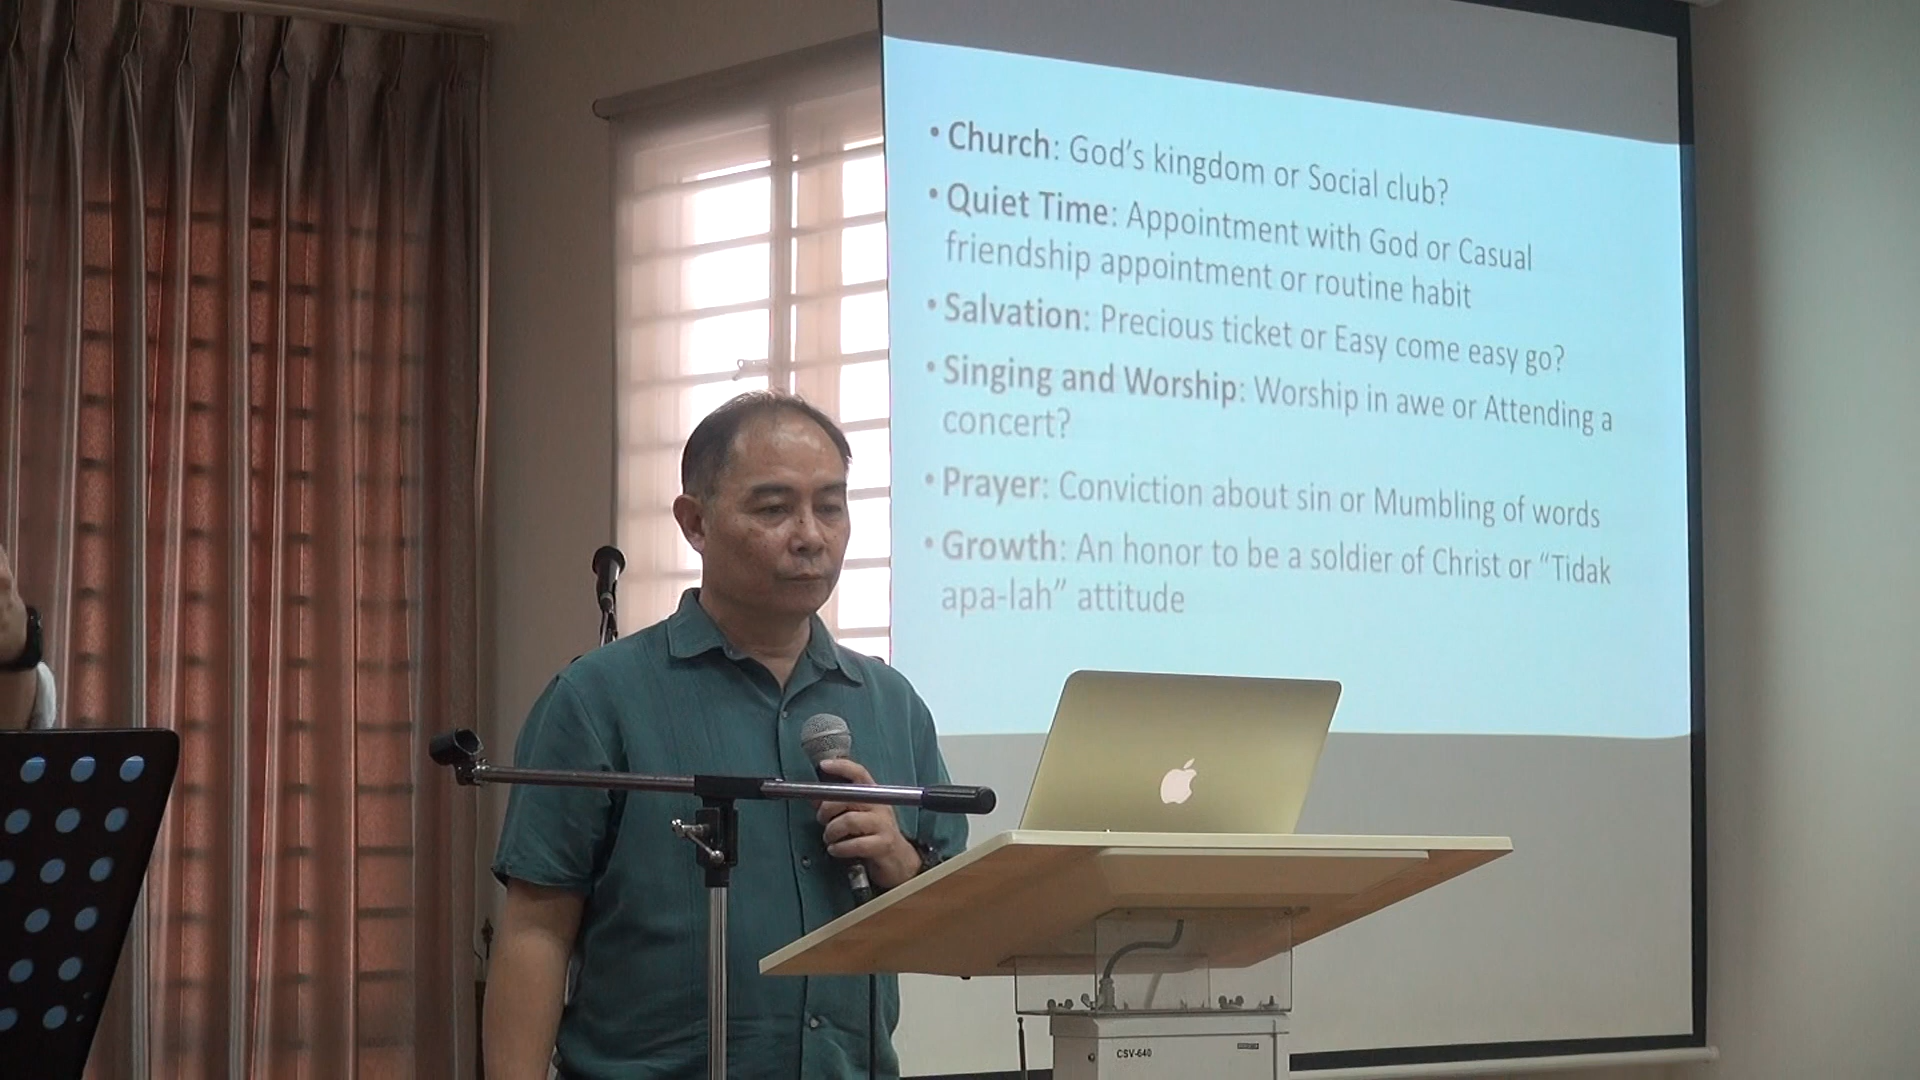 • Church: God's kingdom or Social club?
• Quiet Time: Appointment with God or Casual
friendship appointment or routine habit
• Salvation: Precious ticket or Easy come easy go?
• Singing and Worship: Worship in awe or Attending a
concert?
• Prayer: Conviction about sin or Mumbling of words
• Growth: An honor to be a soldier of Christ or “Tidak
apa-lah” attitude
CSV-640